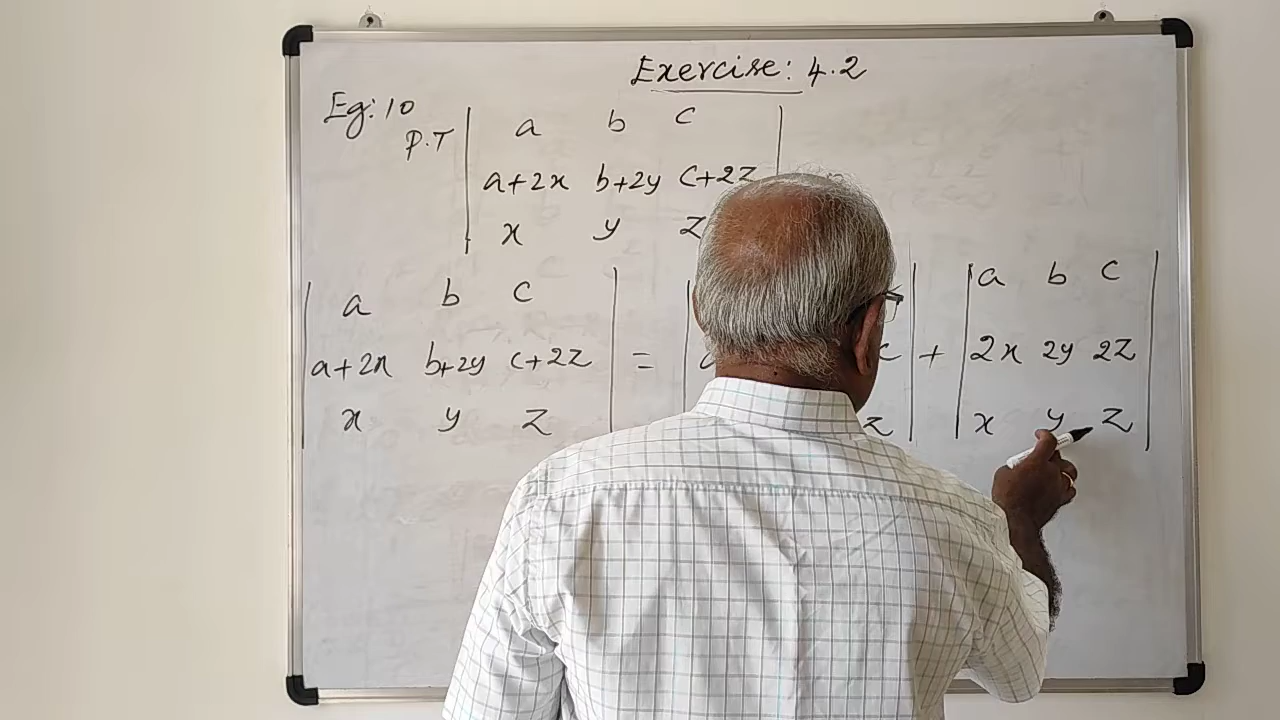 Exercise: 4.2
Eg: 10
P.T | a b c |
a+2x b+2y c+2z
x y z
| a b c | + | a b c |
| a+2x b+2y c+2z | = | c | + | 2x 2y 2z |
| x y z | z | | x y z |